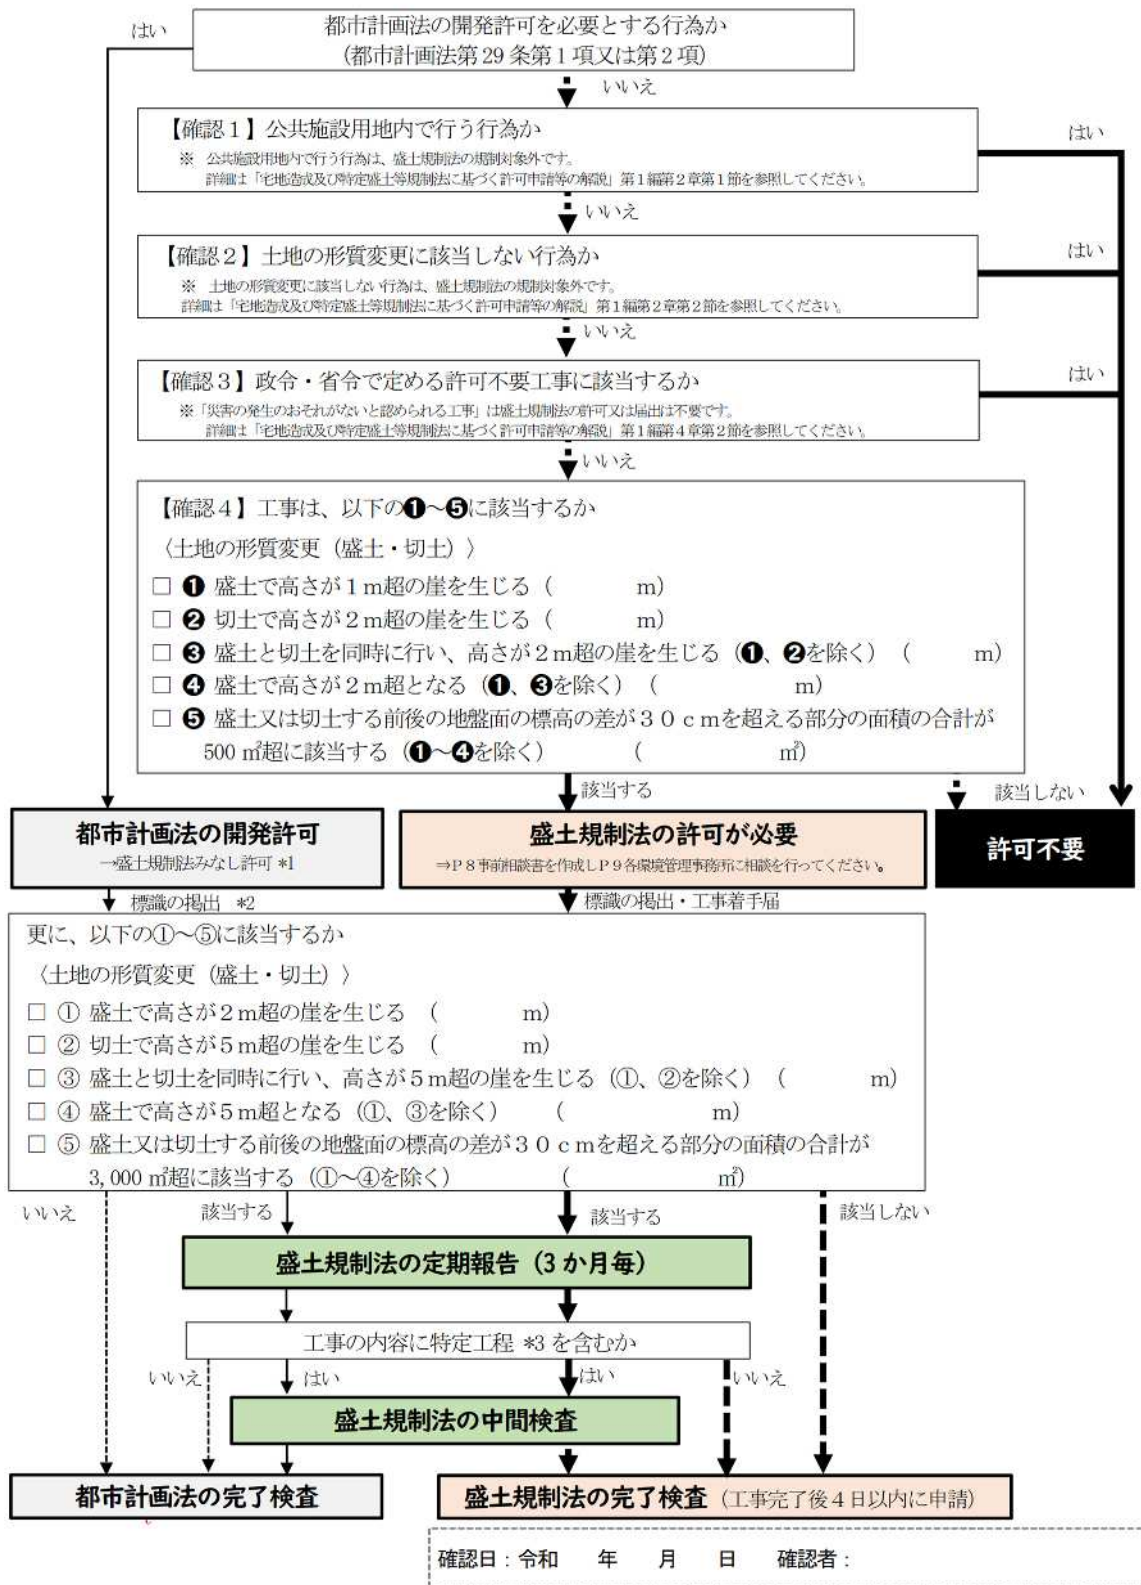 はい
都市計画法の開発許可を必要とする行為か
(都市計画法第29条第1項又は第2項)
いいえ
【確認１】公共施設用地内で行う行為か
※ 公共施設用地内で行う行為は、盛土規制法の規制対象外です。
詳細は「宅地造成及び特定盛土等規制法に基づく許可申請等の解説」第１編第２章第１節を参照してください。
はい
いいえ
【確認２】土地の形質変更に該当しない行為か
※ 土地の形質変更に該当しない行為は、盛土規制法の規制対象外です。
詳細は「宅地造成及び特定盛土等規制法に基づく許可申請等の解説」第１編第２章第２節を参照してください。
はい
いいえ
【確認３】政令・省令で定める許可不要工事に該当するか
※「災害の発生のおそれがないと認められる工事」は盛土規制法の許可又は届出は不要です。
詳細は「宅地造成及び特定盛土等規制法に基づく許可申請等の解説」第１編第４章第２節を参照してください。
はい
いいえ
【確認４】工事は、以下の❶～❺に該当するか
〈土地の形質変更（盛土・切土）〉
□ ❶ 盛土で高さが１ｍ超の崖を生じる（　　　　m）
□ ❷ 切土で高さが２ｍ超の崖を生じる（　　　　m）
□ ❸ 盛土と切土を同時に行い、高さが２ｍ超の崖を生じる（❶、❷を除く）（　　　m）
□ ❹ 盛土で高さが２ｍ超となる（❶、❸を除く）（　　　　　　m）
□ ❺ 盛土又は切土する前後の地盤面の標高の差が３０ｃｍを超える部分の面積の合計が
500 ㎡超に該当する（❶～❹を除く）　　　　（　　　　　　㎡）
該当する
該当しない
都市計画法の開発許可
→盛土規制法みなし許可 *1
盛土規制法の許可が必要
⇒Ｐ８事前相談書を作成しＰ９各環境管理事務所に相談を行ってください。
許可不要
標識の掲出 *2
標識の掲出・工事着手届
更に、以下の①～⑤に該当するか
〈土地の形質変更（盛土・切土）〉
□ ① 盛土で高さが２ｍ超の崖を生じる　（　　　　m）
□ ② 切土で高さが５ｍ超の崖を生じる　（　　　　m）
□ ③ 盛土と切土を同時に行い、高さが５ｍ超の崖を生じる（①、②を除く）（　　　　m）
□ ④ 盛土で高さが５ｍ超となる（①、③を除く）　　（　　　　　　　m）
□ ⑤ 盛土又は切土する前後の地盤面の標高の差が３０ｃｍを超える部分の面積の合計が
3,000 ㎡超に該当する（①～④を除く）　　　　　（　　　　　　　㎡）
いいえ
該当する
該当する
該当しない
盛土規制法の定期報告（3か月毎）
工事の内容に特定工程 *3 を含むか
いいえ
はい
はい
いいえ
盛土規制法の中間検査
都市計画法の完了検査
盛土規制法の完了検査（工事完了後４日以内に申請）
確認日：令和　　年　　月　　日　　確認者：